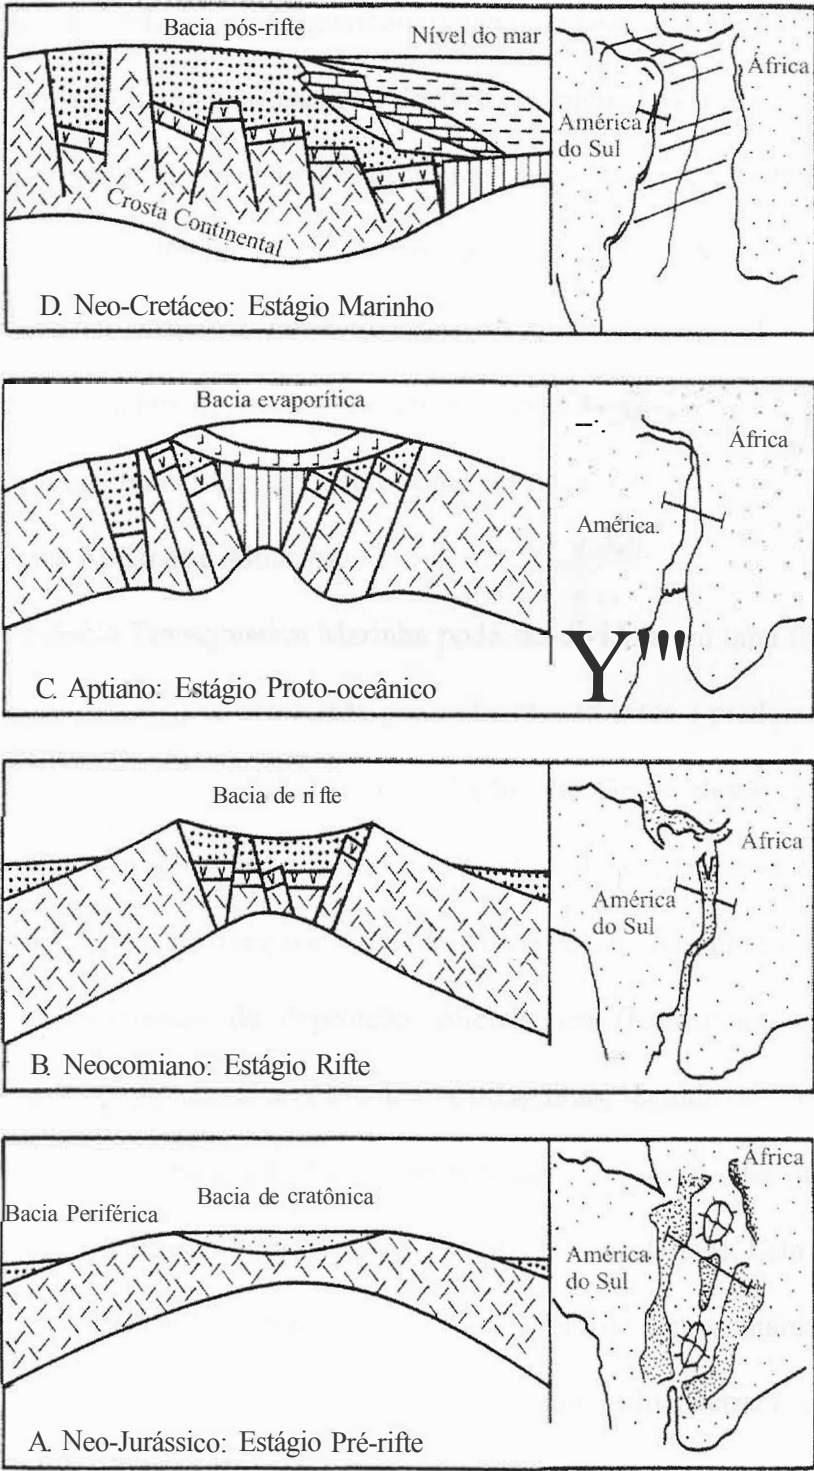 Bacia pós-rifte
Nível do mar
África
América
do Sul
Crosta Continental
D. Neo-Cretáceo: Estágio Marinho
Bacia evaporítica
África
América.
Y'"'
C. Aptiano: Estágio Proto-oceânico
Bacia de rifte
África
América
do Sul
B. Neocomiano: Estágio Rifte
África
Bacia de cratônica
Bacia Periférica
América
do Sul
A. Neo-Jurássico: Estágio Pré-rifte